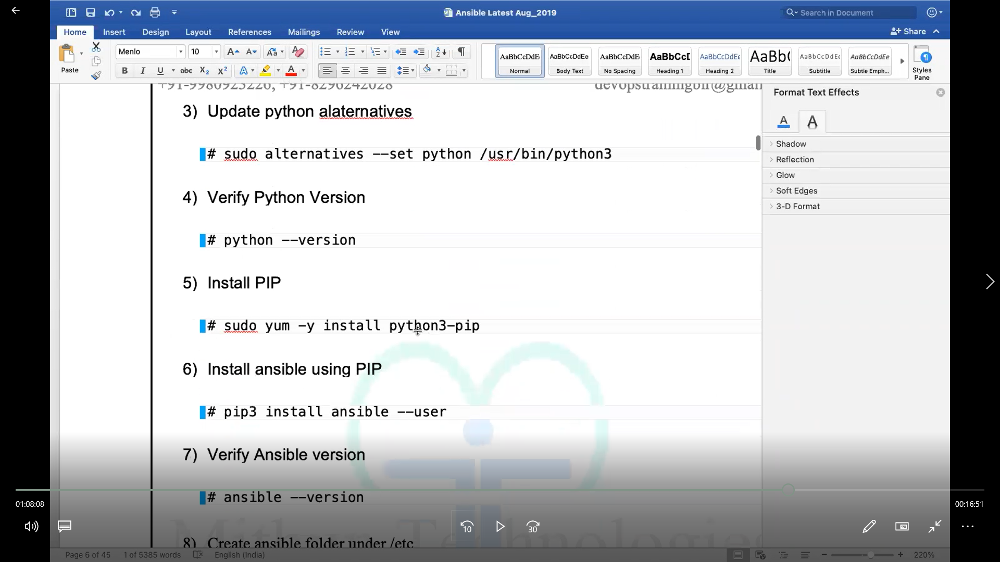 Ansible Latest Aug_2019
Search in Document
Home Insert Design Layout References Mailings Review View
Share
Paste
Menlo 10
AaBbCcDdE AaBbCcDdEe AaBbCcDdE AaBbCcD AaBbCcDdEe AaBb( AaBbCcDdEe AaBbCcDdEe
Normal Body Text No Spacing Heading 1 Heading 2 Title Subtitle Subtle Emph...
Styles Pane
+91-9980923226, +91-8296242028
Format Text Effects
Shadow
Reflection
Glow
Soft Edges
3-D Format
3) Update python alaternatives
# sudo alternatives --set python /usr/bin/python3
4) Verify Python Version
# python --version
5) Install PIP
# sudo yum -y install python3-pip
6) Install ansible using PIP
# pip3 install ansible --user
7) Verify Ansible version
# ansible --version
8) Create ansible folder under /etc
Technologies
01:08:08
00:16:51
10
30
Page 6 of 45 1 of 5385 words English (India) 220%